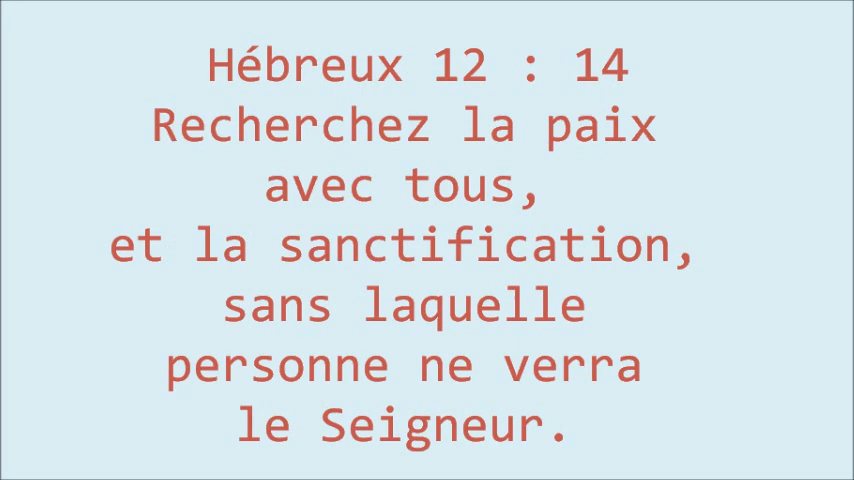 Hébreux 12 : 14
Recherchez la paix
avec tous,
et la sanctification,
sans laquelle
personne ne verra
le Seigneur.